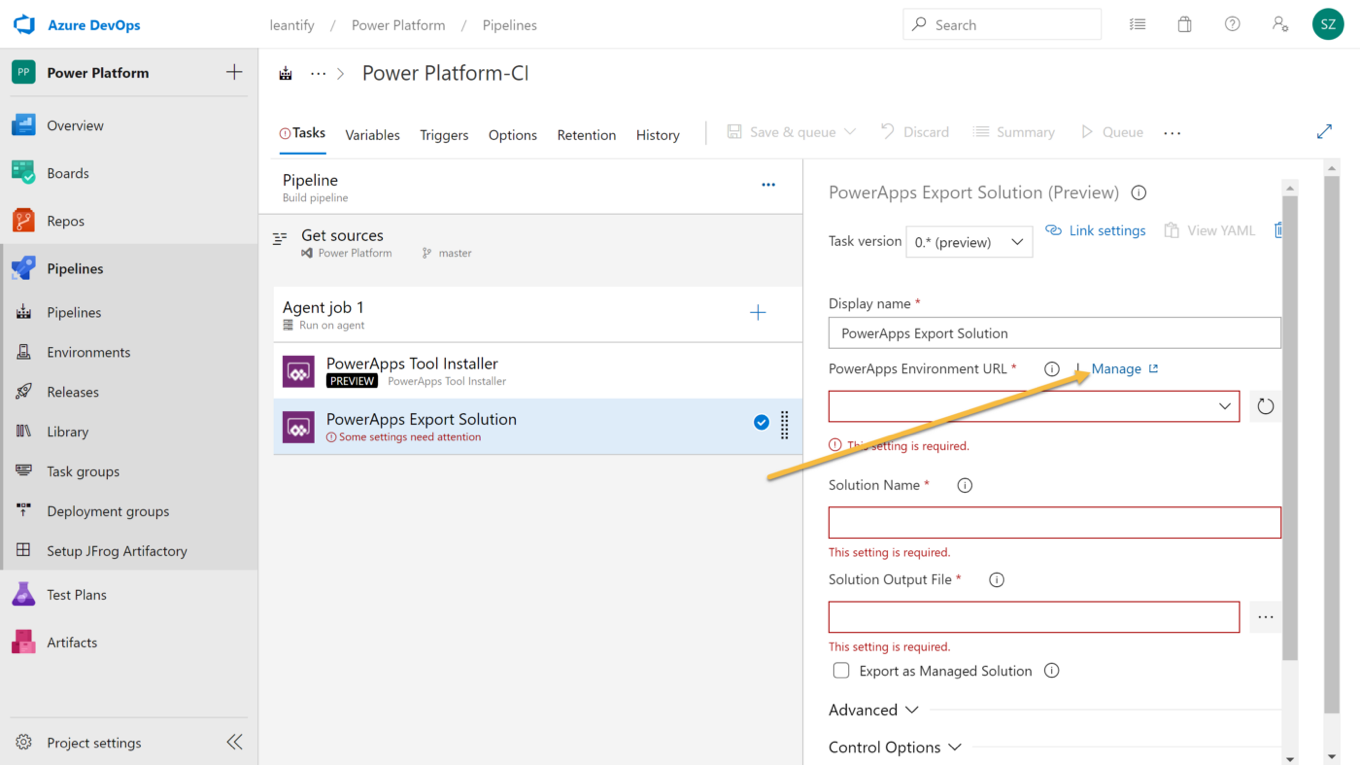 Azure DevOps
leantify / Power Platform / Pipelines
Search
SZ
PP Power Platform
Overview
Boards
Repos
Pipelines
Pipelines
Environments
Releases
Library
Task groups
Deployment groups
Setup JFrog Artifactory
Test Plans
Artifacts
Project settings
··· > Power Platform-CI
Tasks Variables Triggers Options Retention History Save & queue Discard Summary Queue ···
Pipeline ···
Build pipeline
Get sources
Power Platform master
Agent job 1
Run on agent
PowerApps Tool Installer
PREVIEW PowerApps Tool Installer
PowerApps Export Solution
Some settings need attention
PowerApps Export Solution (Preview)
Task version 0.* (preview) Link settings View YAML
Display name *
PowerApps Export Solution
PowerApps Environment URL * | Manage
This setting is required.
Solution Name *
This setting is required.
Solution Output File *
···
This setting is required.
Export as Managed Solution
Advanced
Control Options